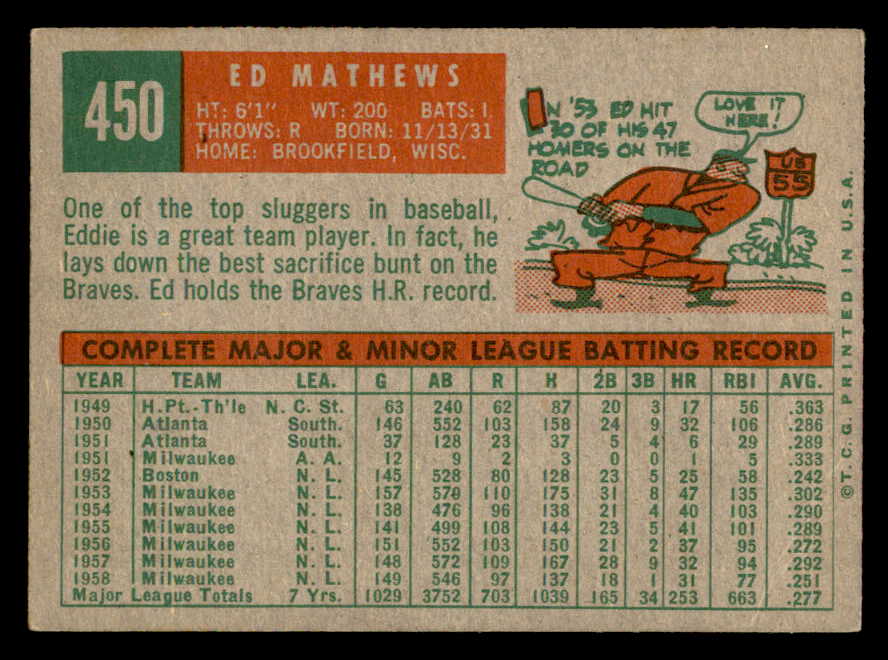 450
ED MATHEWS
HT: 6'1" WT: 200 BATS: L
THROWS: R BORN: 11/13/31
HOME: BROOKFIELD, WISC.
IN '53 ED HIT
30 OF HIS 47
HOMERS ON THE
ROAD
LOVE IT
HERE!
US
55
One of the top sluggers in baseball,
Eddie is a great team player. In fact, he
lays down the best sacrifice bunt on the
Braves. Ed holds the Braves H.R. record.
COMPLETE MAJOR & MINOR LEAGUE BATTING RECORD
YEAR TEAM LEA. G AB R H 2B 3B HR RBI AVG.
1949 H.Pt.-Th'le N. C. St. 63 240 62 87 20 3 17 56 .363
1950 Atlanta South. 146 552 103 158 24 9 32 106 .286
1951 Atlanta South. 37 128 23 37 5 4 6 29 .289
1951 Milwaukee A. A. 12 9 2 3 0 0 1 5 .333
1952 Boston N. L. 145 528 80 128 23 5 25 58 .242
1953 Milwaukee N. L. 157 579 110 175 31 8 47 135 .302
1954 Milwaukee N. L. 138 476 96 138 21 4 40 103 .290
1955 Milwaukee N. L. 141 499 108 144 23 5 41 101 .289
1956 Milwaukee N. L. 151 552 103 150 21 2 37 95 .272
1957 Milwaukee N. L. 148 572 109 167 28 9 32 94 .292
1958 Milwaukee N. L. 149 546 97 137 18 1 31 77 .251
Major League Totals 7 Yrs. 1029 3752 703 1039 165 34 253 663 .277
©T.C.G. PRINTED IN U.S.A.